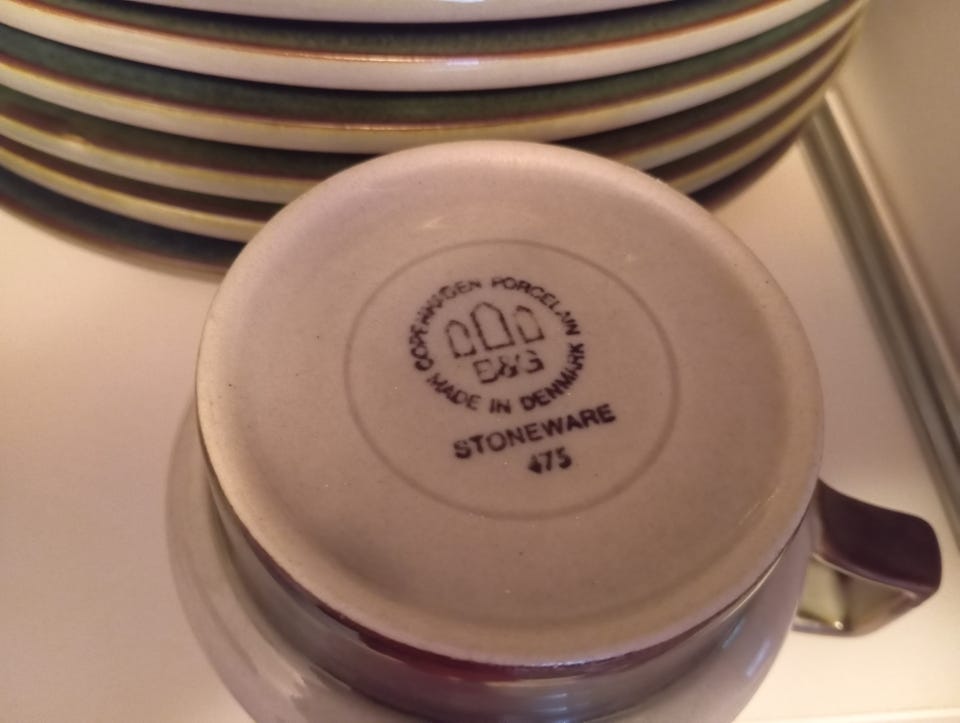 COPENHAGEN PORCELAIN
B&G
MADE IN DENMARK
STONEWARE
475